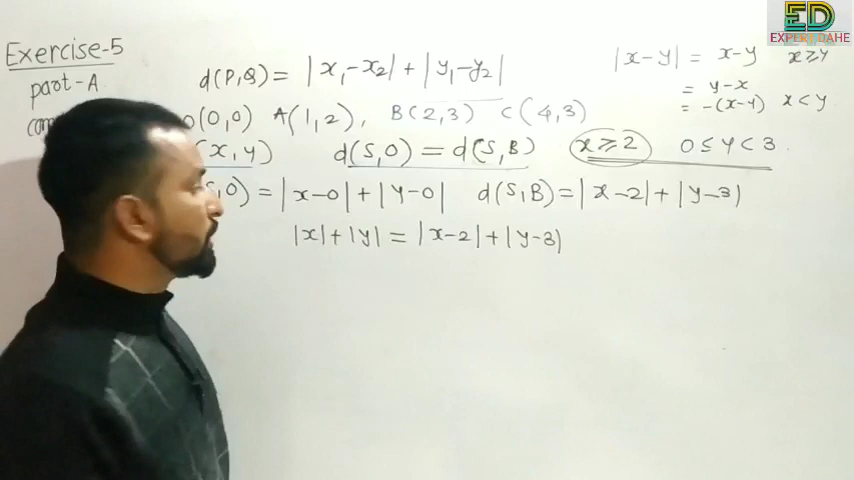 ED
EXPERT DAHE
Exercise-5
part-A
d(P,Q) = |x₁-x₂| + |y₁-y₂|
|x-y| = x-y x≥y
= y-x
= -(x-y) x<y
O(0,0) A(1,2), B(2,3) C(4,3)
(x,y) d(S,O) = d(S,B) x≥2 0≤y<3
S,O) = |x-0| + |y-0| d(S,B) = |x-2| + |y-3|
|x| + |y| = |x-2| + |y-3|